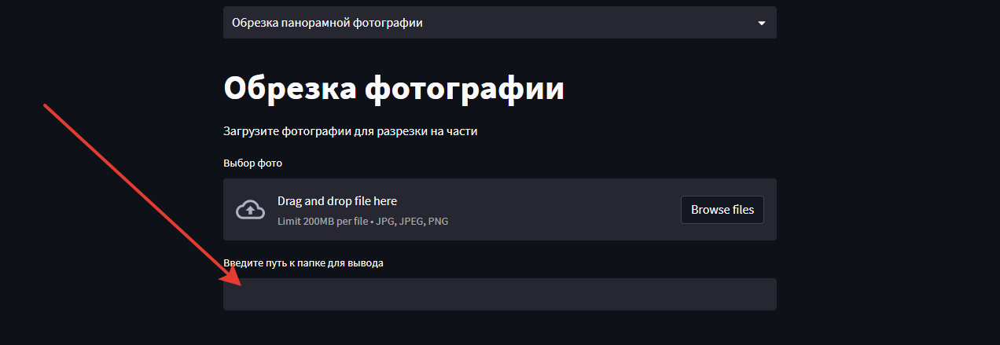 Обрезка панорамной фотографии
Обрезка фотографии
Загрузите фотографии для разрезки на части
Выбор фото
Drag and drop file here
Limit 200MB per file • JPG, JPEG, PNG
Browse files
Введите путь к папке для вывода